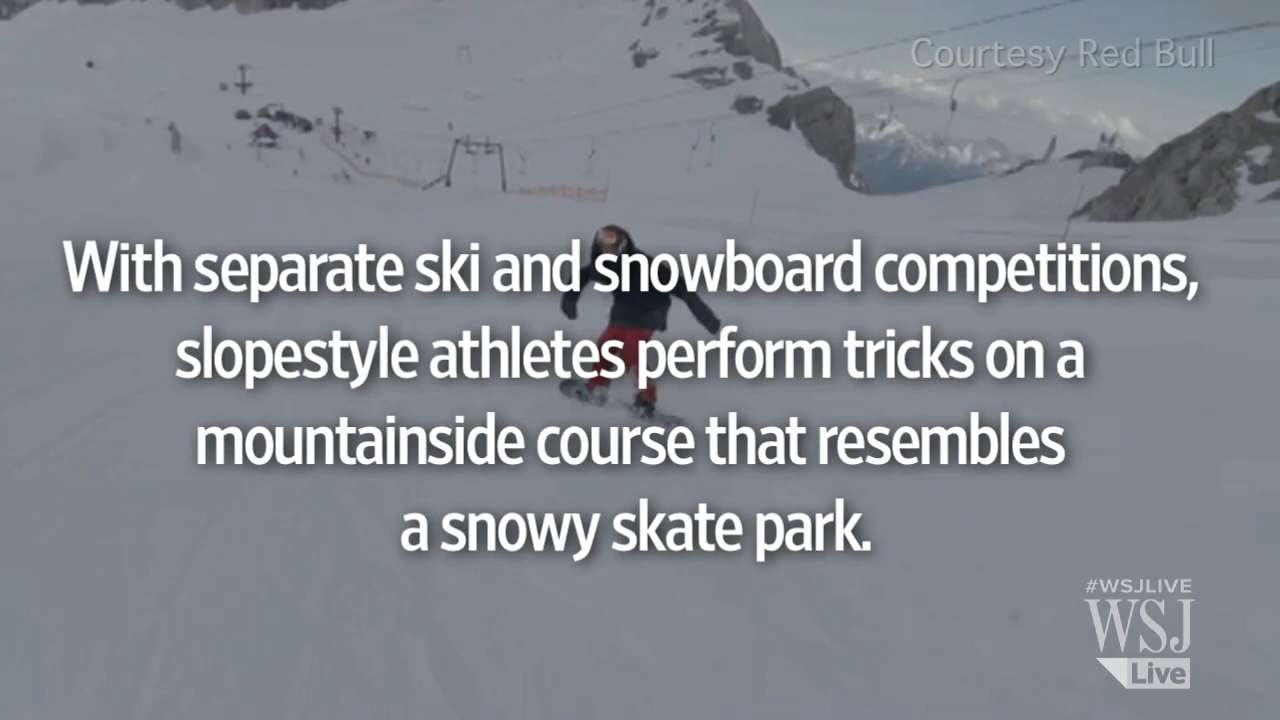 Courtesy Red Bull
With separate ski and snowboard competitions,
slopestyle athletes perform tricks on a
mountainside course that resembles
a snowy skate park.
#WSJLIVE
WSJ
Live